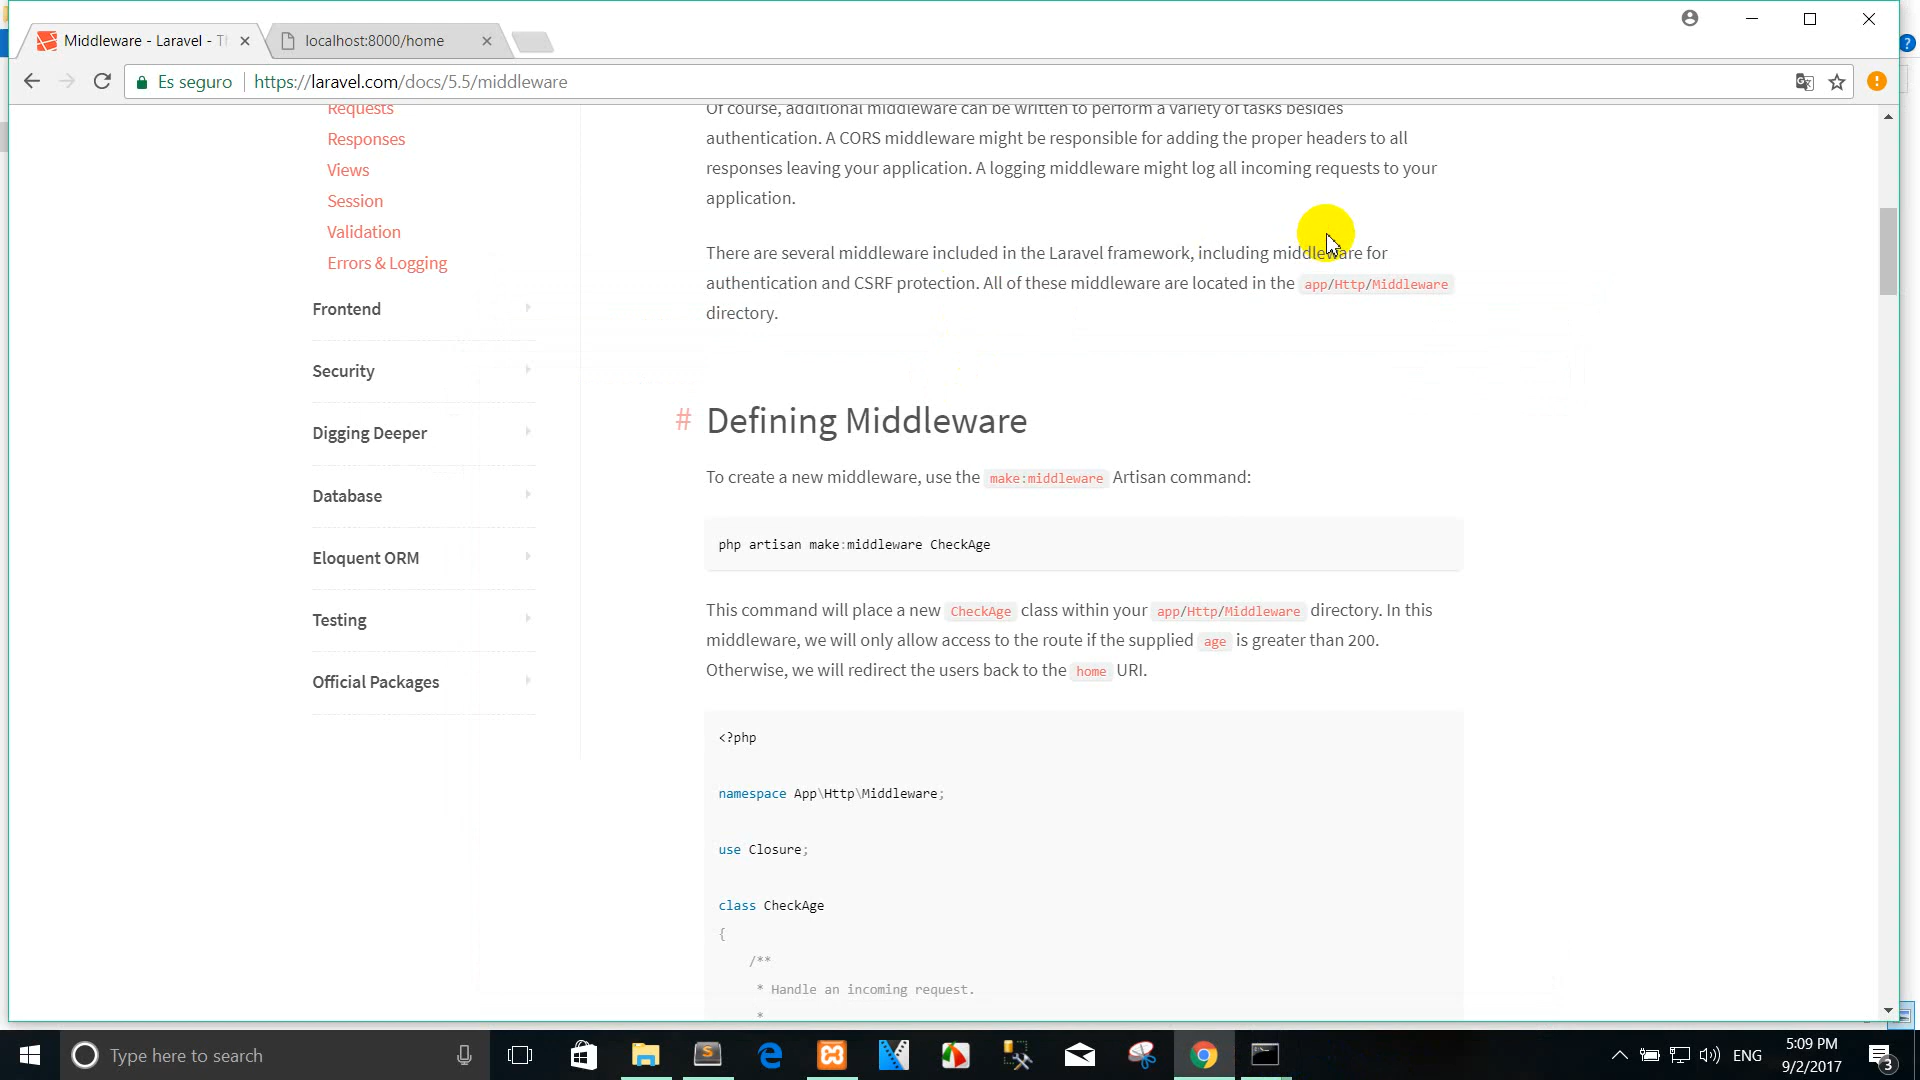 Middleware - Laravel - Th
localhost:8000/home
Es seguro
https://laravel.com/docs/5.5/middleware
Requests
Responses
Views
Session
Validation
Errors & Logging
Frontend
Security
Digging Deeper
Database
Eloquent ORM
Testing
Official Packages
Of course, additional middleware can be written to perform a variety of tasks besides
authentication. A CORS middleware might be responsible for adding the proper headers to all
responses leaving your application. A logging middleware might log all incoming requests to your
application.
There are several middleware included in the Laravel framework, including middleware for
authentication and CSRF protection. All of these middleware are located in the app/Http/Middleware
directory.
# Defining Middleware
To create a new middleware, use the make:middleware Artisan command:
php artisan make:middleware CheckAge
This command will place a new CheckAge class within your app/Http/Middleware directory. In this
middleware, we will only allow access to the route if the supplied age is greater than 200.
Otherwise, we will redirect the users back to the home URI.
<?php
namespace App\Http\Middleware;
use Closure;
class CheckAge
{
/**
* Handle an incoming request.
*
Type here to search
ENG
5:09 PM
9/2/2017
3